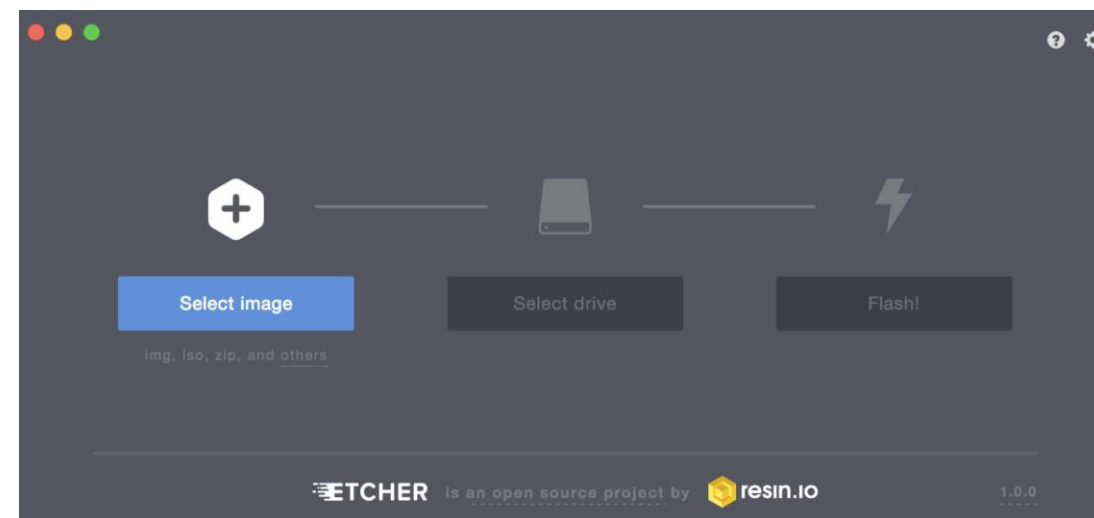 Select image Select drive Flash!
img, iso, zip, and others
ETCHER is an open source project by resin.io 1.0.0